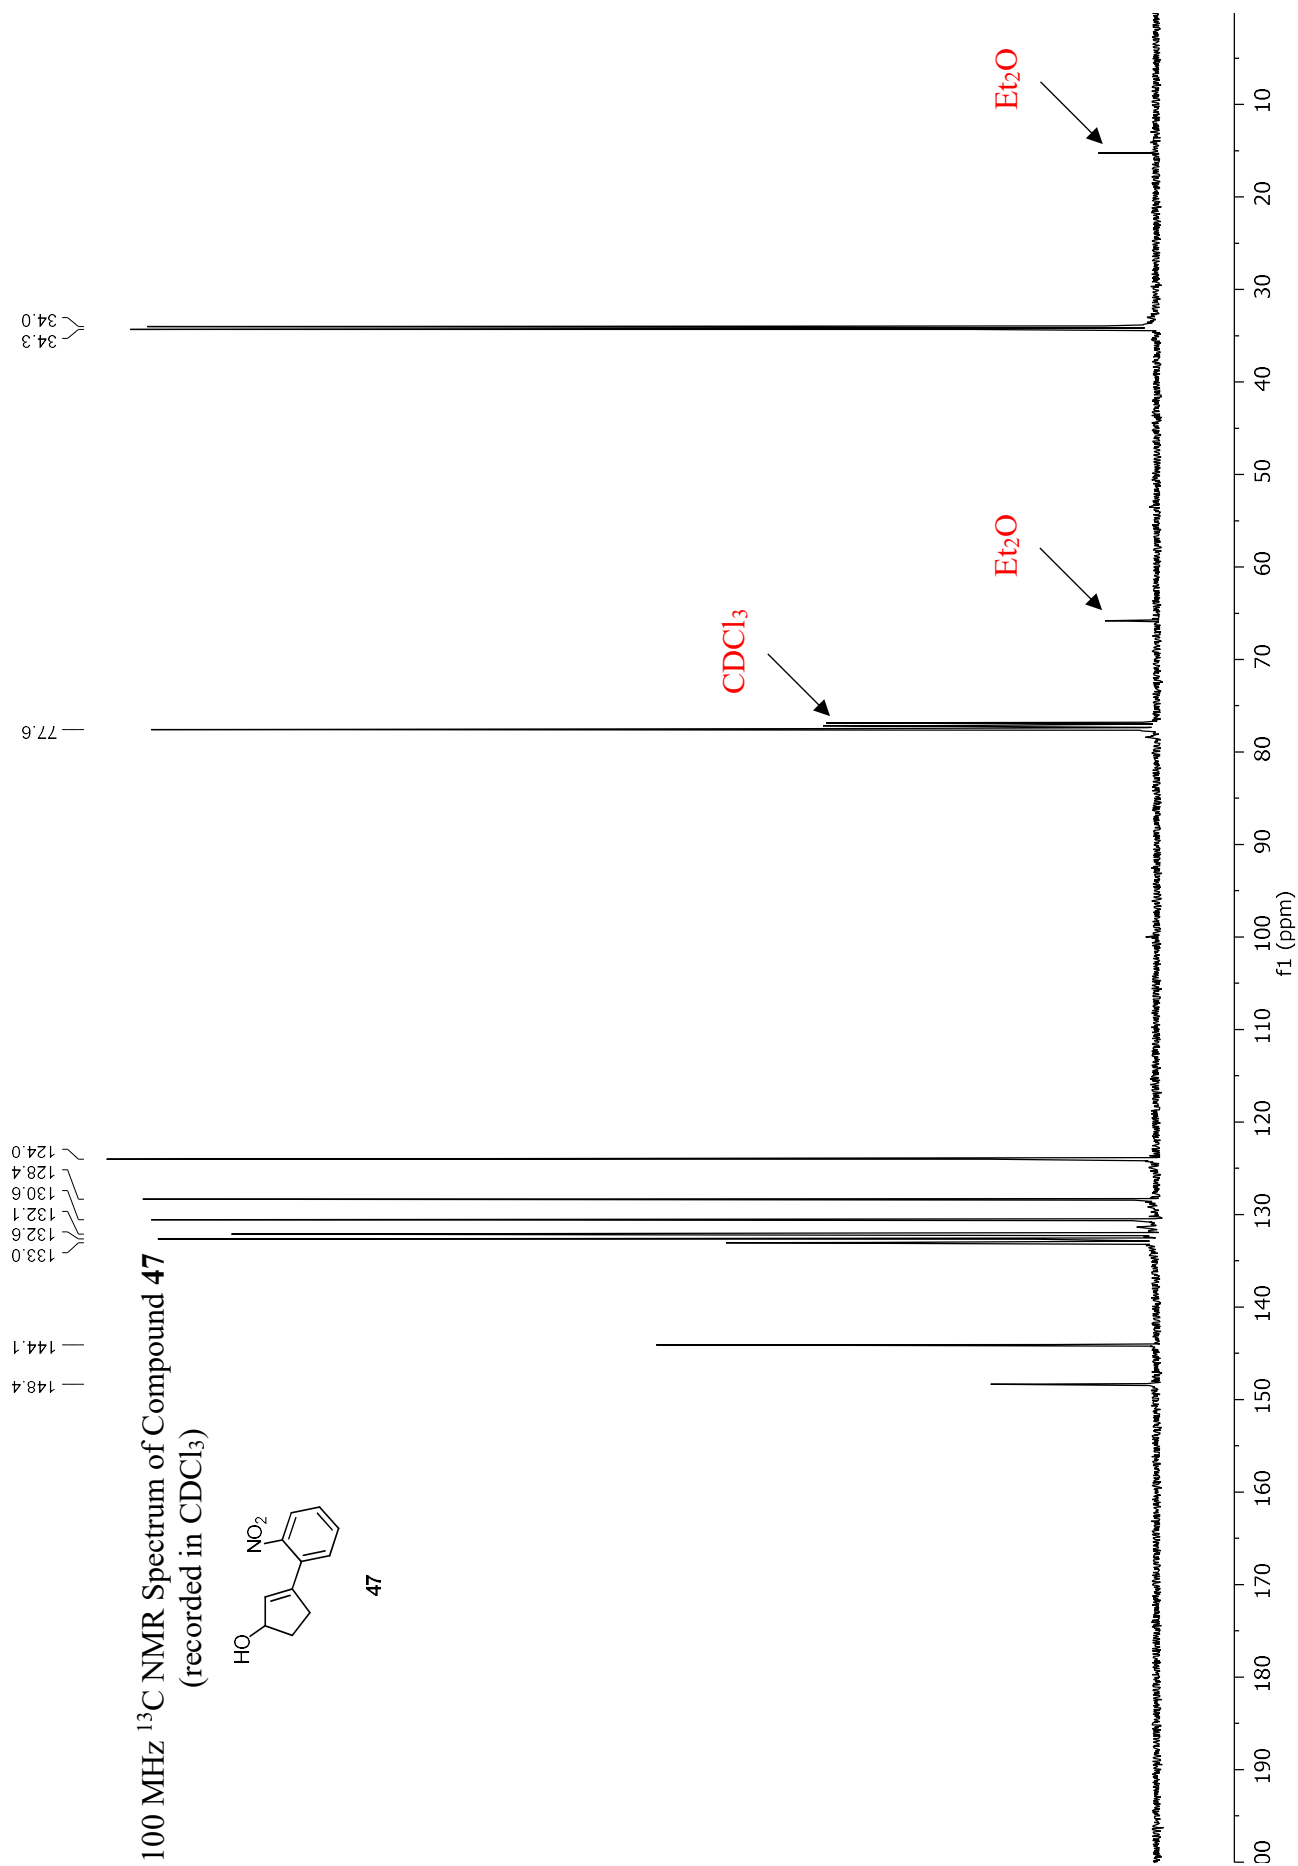 100 MHz ¹³C NMR Spectrum of Compound 47
(recorded in CDCl₃)
HO
NO₂
47
148.4
144.1
133.0
132.6
132.1
130.6
128.4
124.0
77.6
34.3
34.0
CDCl₃
Et₂O
Et₂O
00 190 180 170 160 150 140 130 120 110 100 90 80 70 60 50 40 30 20 10
f1 (ppm)